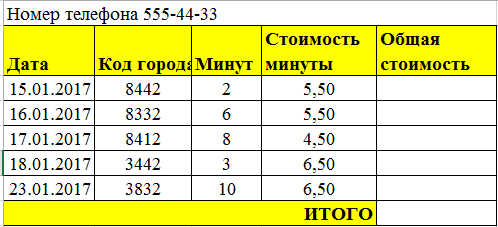 Номер телефона 555-44-33
Дата Код города Минут Стоимость минуты Общая стоимость
15.01.2017 8442 2 5,50
16.01.2017 8332 6 5,50
17.01.2017 8412 8 4,50
18.01.2017 3442 3 6,50
23.01.2017 3832 10 6,50
ИТОГО